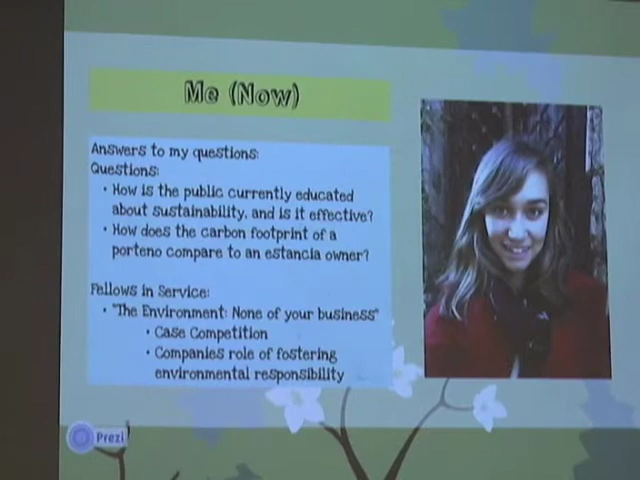 Me (Now)
Answers to my questions:
Questions:
• How is the public currently educated
about sustainability, and is it effective?
• How does the carbon footprint of a
porteno compare to an estancia owner?
Fellows in Service:
• "The Environment: None of your business"
• Case Competition
• Companies role of fostering
environmental responsibility
Prezi